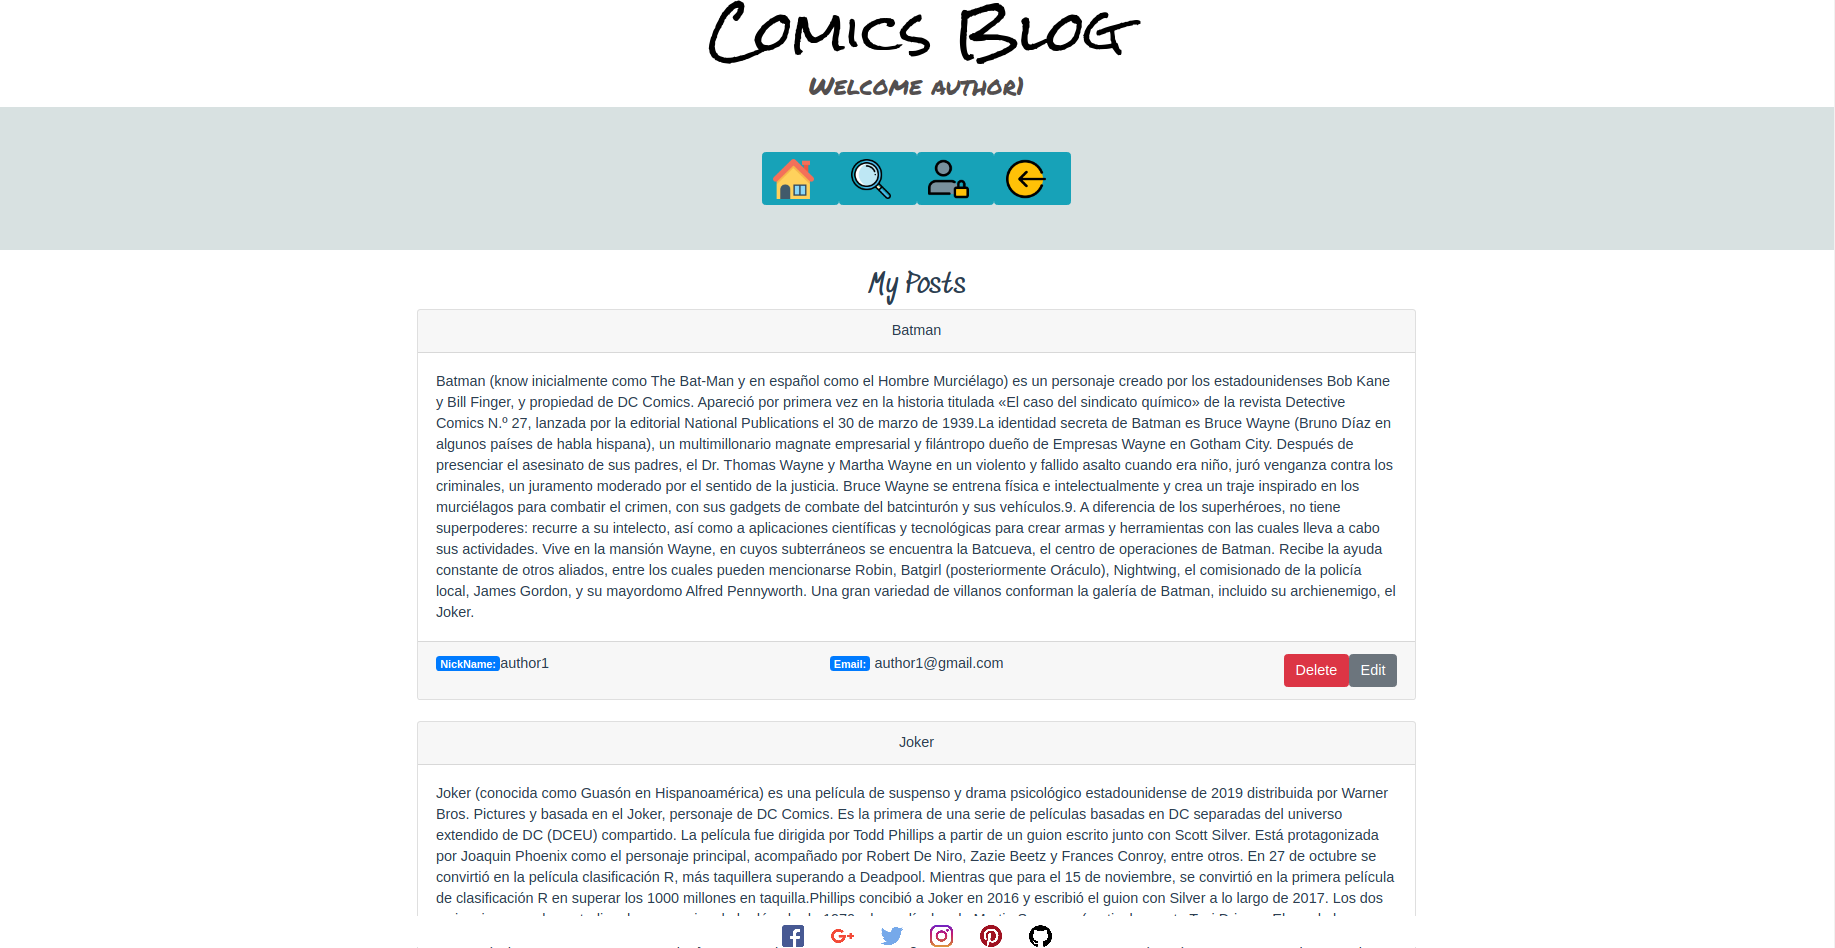 Comics Blog
Welcome author1
My Posts
Batman
Batman (know inicialmente como The Bat-Man y en español como el Hombre Murciélago) es un personaje creado por los estadounidenses Bob Kane
y Bill Finger, y propiedad de DC Comics. Apareció por primera vez en la historia titulada «El caso del sindicato químico» de la revista Detective
Comics N.º 27, lanzada por la editorial National Publications el 30 de marzo de 1939.La identidad secreta de Batman es Bruce Wayne (Bruno Díaz en
algunos países de habla hispana), un multimillonario magnate empresarial y filántropo dueño de Empresas Wayne en Gotham City. Después de
presenciar el asesinato de sus padres, el Dr. Thomas Wayne y Martha Wayne en un violento y fallido asalto cuando era niño, juró venganza contra los
criminales, un juramento moderado por el sentido de la justicia. Bruce Wayne se entrena física e intelectualmente y crea un traje inspirado en los
murciélagos para combatir el crimen, con sus gadgets de combate del batcinturón y sus vehículos.9. A diferencia de los superhéroes, no tiene
superpoderes: recurre a su intelecto, así como a aplicaciones científicas y tecnológicas para crear armas y herramientas con las cuales lleva a cabo
sus actividades. Vive en la mansión Wayne, en cuyos subterráneos se encuentra la Batcueva, el centro de operaciones de Batman. Recibe la ayuda
constante de otros aliados, entre los cuales pueden mencionarse Robin, Batgirl (posteriormente Oráculo), Nightwing, el comisionado de la policía
local, James Gordon, y su mayordomo Alfred Pennyworth. Una gran variedad de villanos conforman la galería de Batman, incluido su archienemigo, el
Joker.
NickName: author1 Email: author1@gmail.com Delete Edit
Joker
Joker (conocida como Guasón en Hispanoamérica) es una película de suspenso y drama psicológico estadounidense de 2019 distribuida por Warner
Bros. Pictures y basada en el Joker, personaje de DC Comics. Es la primera de una serie de películas basadas en DC separadas del universo
extendido de DC (DCEU) compartido. La película fue dirigida por Todd Phillips a partir de un guion escrito junto con Scott Silver. Está protagonizada
por Joaquin Phoenix como el personaje principal, acompañado por Robert De Niro, Zazie Beetz y Frances Conroy, entre otros. En 27 de octubre se
convirtió en la película clasificación R, más taquillera superando a Deadpool. Mientras que para el 15 de noviembre, se convirtió en la primera película
de clasificación R en superar los 1000 millones en taquilla.Phillips concibió a Joker en 2016 y escribió el guion con Silver a lo largo de 2017. Los dos